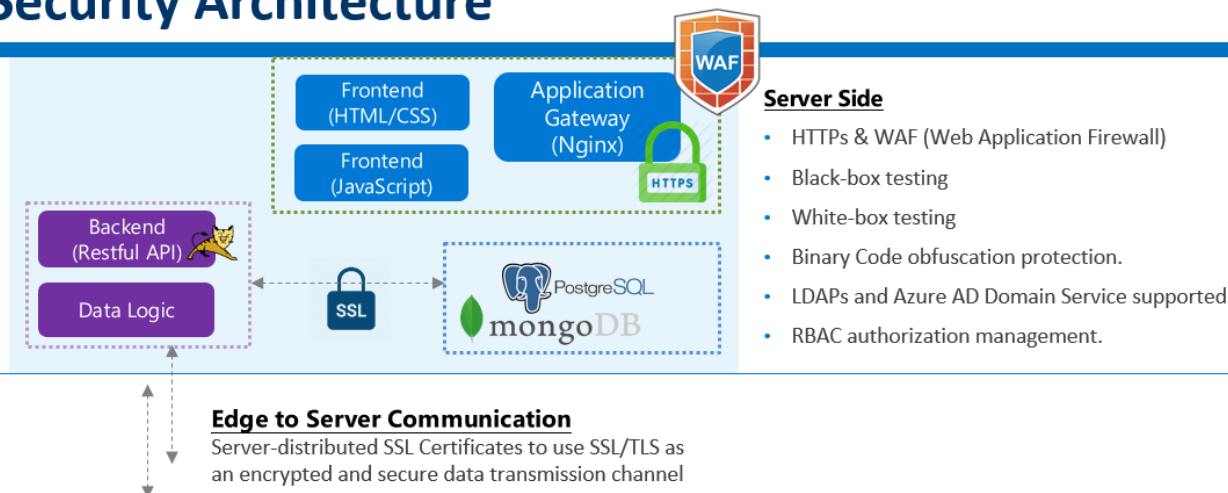 Security Architecture
WAF
Frontend
(HTML/CSS)
Application
Gateway
(Nginx)
Frontend
(JavaScript)
HTTPS
Server Side
• HTTPs & WAF (Web Application Firewall)
• Black-box testing
• White-box testing
• Binary Code obfuscation protection.
• LDAPs and Azure AD Domain Service supported
• RBAC authorization management.
Backend
(Restful API)
Data Logic
SSL
PostgreSQL
mongoDB
Edge to Server Communication
Server-distributed SSL Certificates to use SSL/TLS as
an encrypted and secure data transmission channel